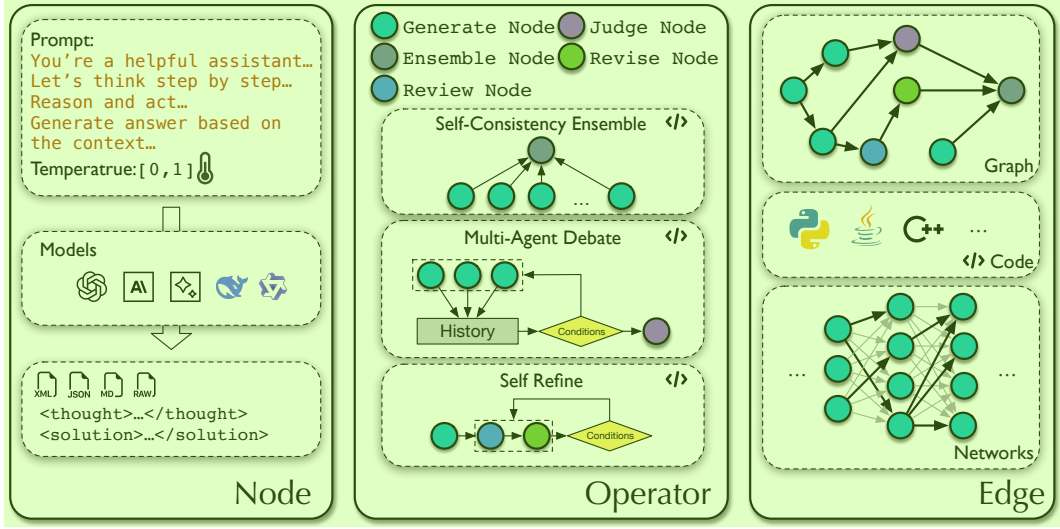 Prompt:
You're a helpful assistant…
Let's think step by step…
Reason and act…
Generate answer based on
the context…
Temperatrue:[0,1]
Models
XML
JSON
MD
RAW
<thought>…</thought>
<solution>…</solution>
Node
Generate Node
Judge Node
Ensemble Node
Revise Node
Review Node
Self-Consistency Ensemble </>
…
Multi-Agent Debate </>
History
Conditions
Self Refine </>
Conditions
Operator
Graph
C++ …
</> Code
… …
Networks
Edge